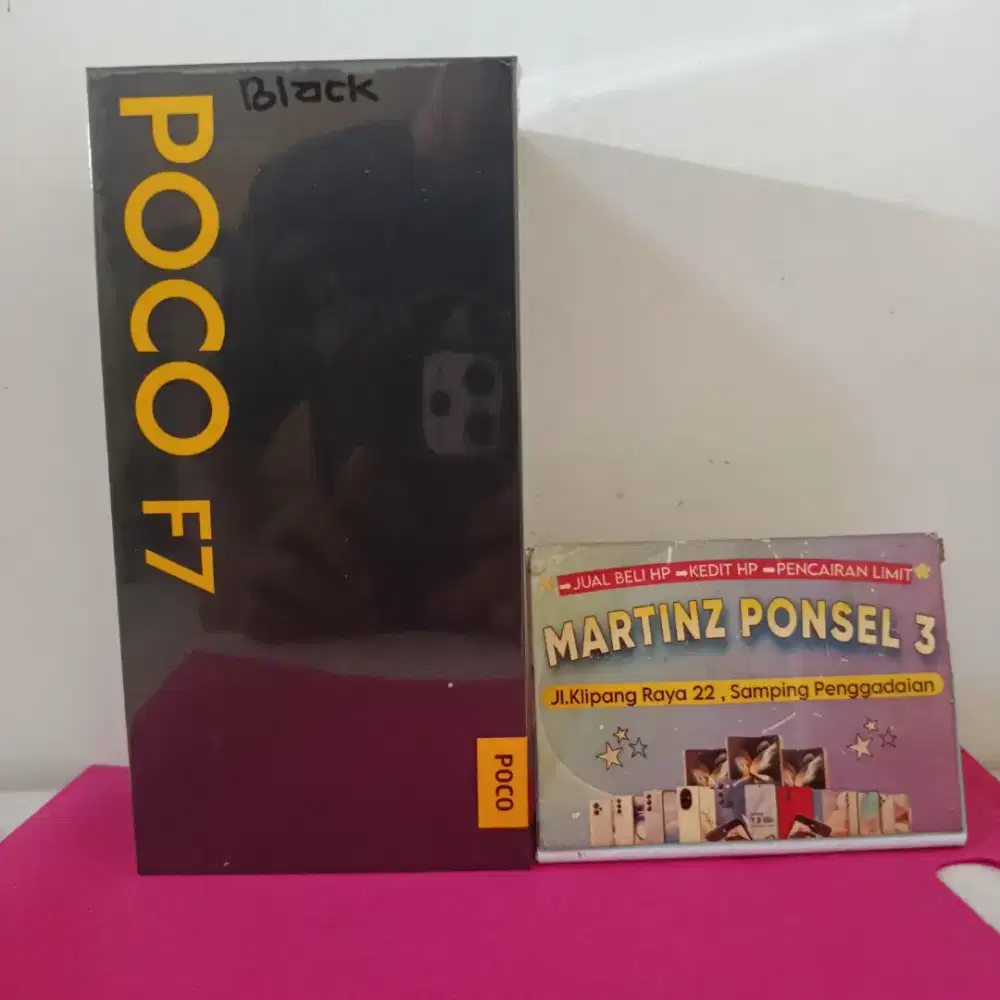 Black
POCO F7
POCO
JUAL BELI HP KEDIT HP PENCAIRAN LIMIT
MARTINZ PONSEL 3
Jl.Klipang Raya 22 , Samping Penggadaian